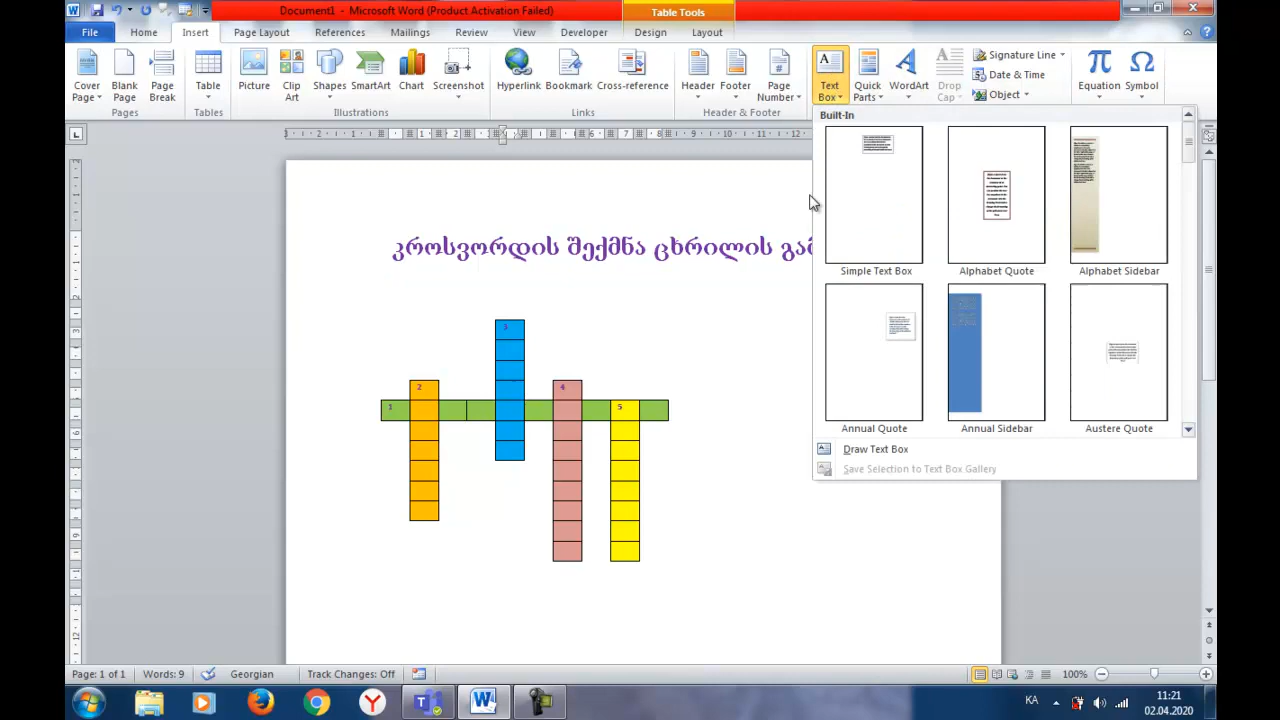 Document1 - Microsoft Word (Product Activation Failed)
Table Tools
File Home Insert Page Layout References Mailings Review View Developer Design Layout
Cover Page Blank Page Page Break Table Picture Clip Art Shapes SmartArt Chart Screenshot Hyperlink Bookmark Cross-reference Header Footer Page Number Text Box Quick Parts WordArt Drop Cap Signature Line Date & Time Object Equation Symbol
Pages Tables Illustrations Links Header & Footer
Built-In
Simple Text Box Alphabet Quote Alphabet Sidebar
Annual Quote Annual Sidebar Austere Quote
Draw Text Box
Save Selection to Text Box Gallery
კროსვორდის შექმნა ცხრილის გამ
3
2 4
1 5
Page: 1 of 1 Words: 9 Georgian Track Changes: Off 100%
KA 11:21
02.04.2020